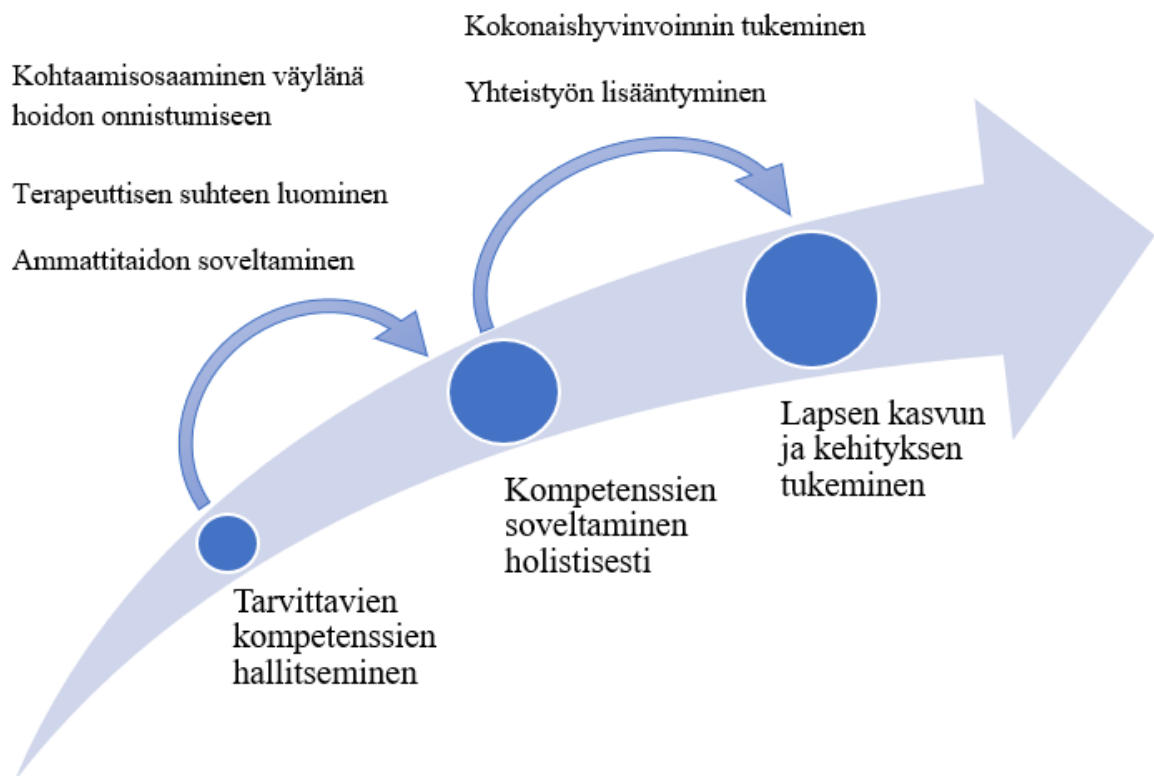 Kokonaishyvinvoinnin tukeminen
Yhteistyön lisääntyminen
Kohtaamisosaaminen väylänä
hoidon onnistumiseen
Terapeuttisen suhteen luominen
Ammattitaidon soveltaminen
Tarvittavien
kompetenssien
hallitseminen
Kompetenssien
soveltaminen
holistisesti
Lapsen kasvun
ja kehityksen
tukeminen